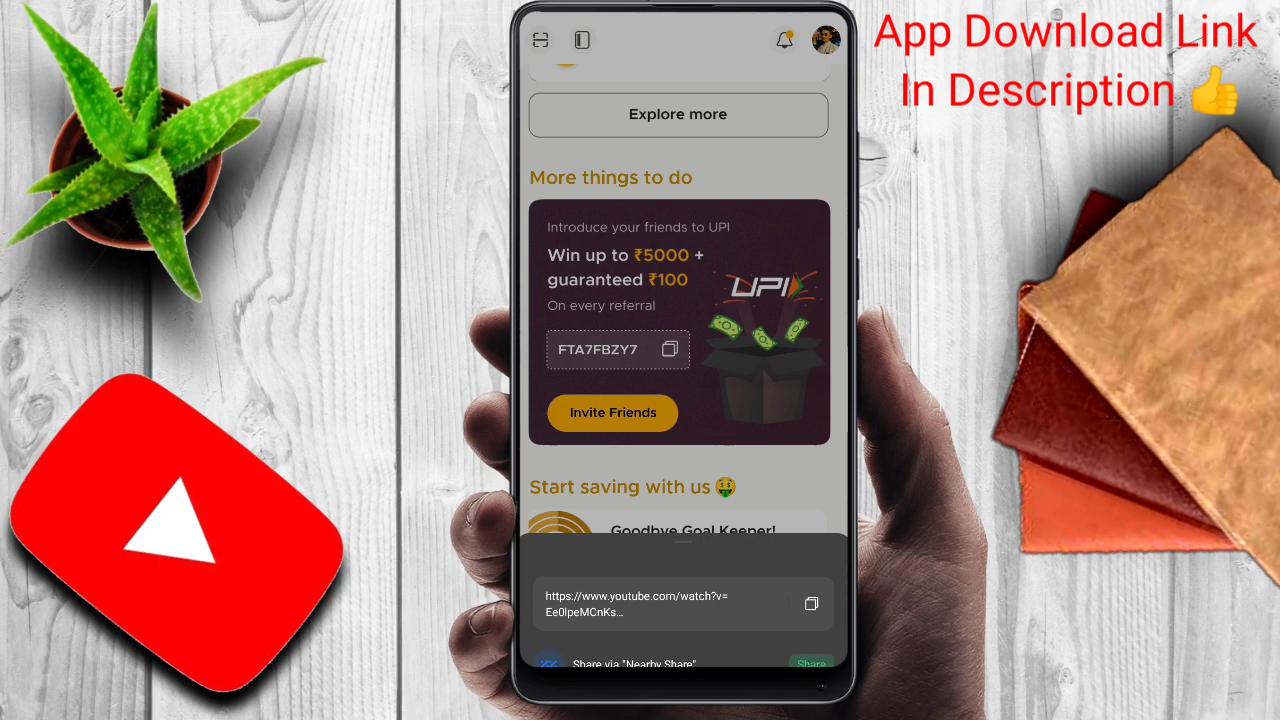 App Download Link
In Description 👍
Explore more
More things to do
Introduce your friends to UPI
Win up to ₹5000 +
guaranteed ₹100
On every referral
UPI
FTA7FBZY7
Invite Friends
Start saving with us 🤑
Goodbye Goal Keeper!
https://www.youtube.com/watch?v=
Ee0lpeMCnKs...
Share via "Nearby Share"
Share